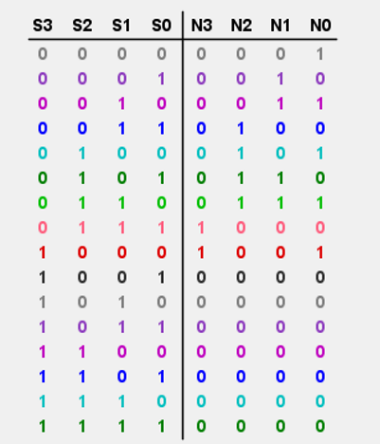 S3 S2 S1 S0 N3 N2 N1 N0
0 0 0 0 0 0 0 1
0 0 0 1 0 0 1 0
0 0 1 0 0 0 1 1
0 0 1 1 0 1 0 0
0 1 0 0 0 1 0 1
0 1 0 1 0 1 1 0
0 1 1 0 0 1 1 1
0 1 1 1 1 0 0 0
1 0 0 0 1 0 0 1
1 0 0 1 0 0 0 0
1 0 1 0 0 0 0 0
1 0 1 1 0 0 0 0
1 1 0 0 0 0 0 0
1 1 0 1 0 0 0 0
1 1 1 0 0 0 0 0
1 1 1 1 0 0 0 0